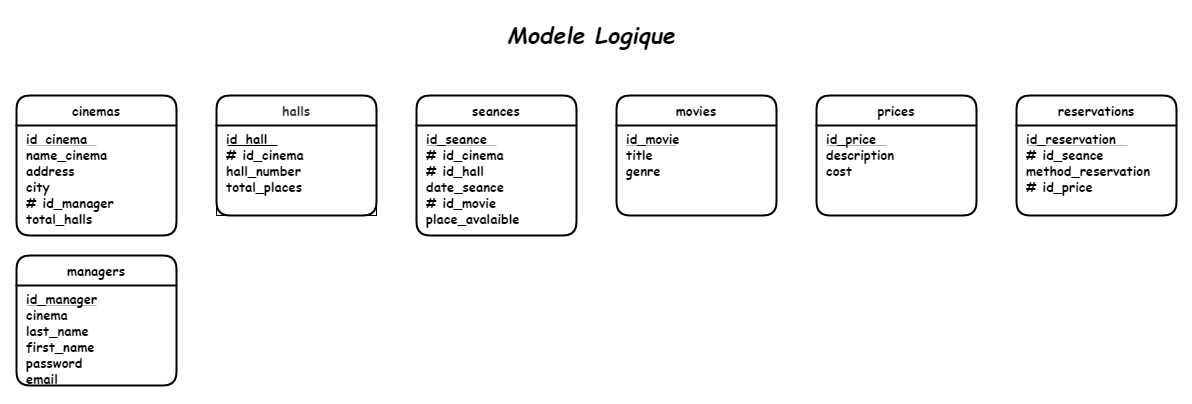 Modele Logique
cinemas
id_cinema
name_cinema
address
city
# id_manager
total_halls
halls
id_hall
# id_cinema
hall_number
total_places
seances
id_seance
# id_cinema
# id_hall
date_seance
# id_movie
place_avalaible
movies
id_movie
title
genre
prices
id_price
description
cost
reservations
id_reservation
# id_seance
method_reservation
# id_price
managers
id_manager
cinema
last_name
first_name
password
email